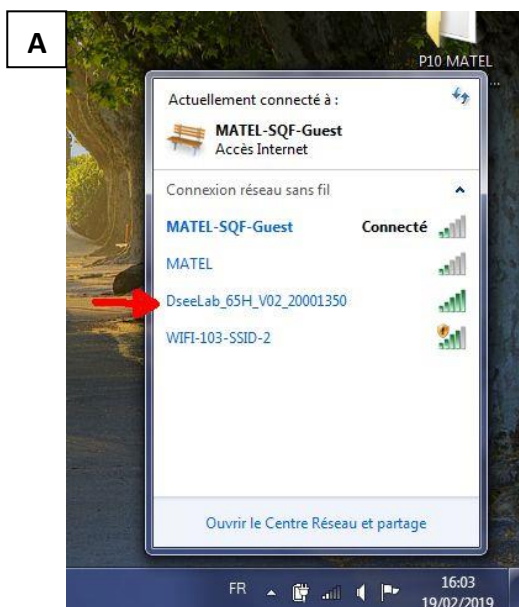 A
P10 MATEL
...
Actuellement connecté à :
MATEL-SQF-Guest
Accès Internet
Connexion réseau sans fil
MATEL-SQF-Guest Connecté
MATEL
DseeLab_65H_V02_20001350
WIFI-103-SSID-2
Ouvrir le Centre Réseau et partage
FR
16:03
19/02/2019